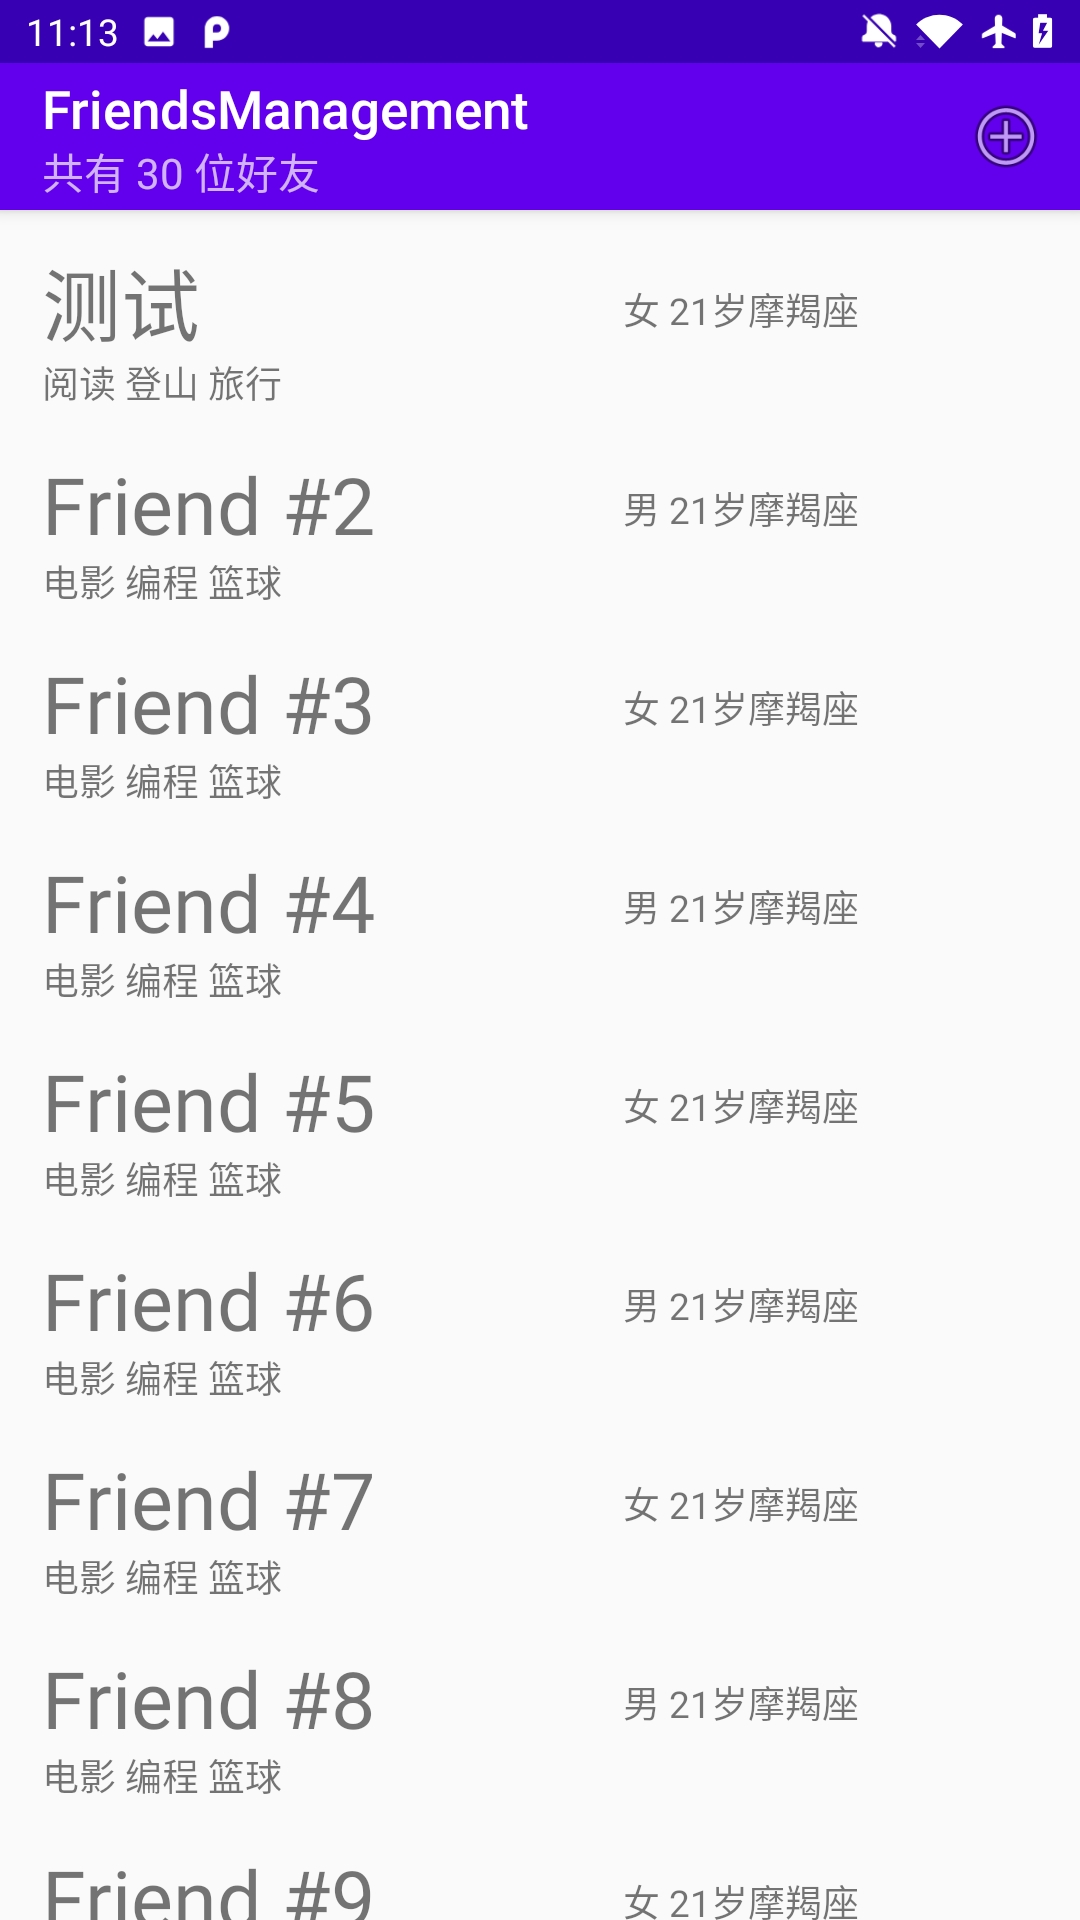 11:13
FriendsManagement
共有 30 位好友
测试
女 21岁摩羯座
阅读 登山 旅行
Friend #2
男 21岁摩羯座
电影 编程 篮球
Friend #3
女 21岁摩羯座
电影 编程 篮球
Friend #4
男 21岁摩羯座
电影 编程 篮球
Friend #5
女 21岁摩羯座
电影 编程 篮球
Friend #6
男 21岁摩羯座
电影 编程 篮球
Friend #7
女 21岁摩羯座
电影 编程 篮球
Friend #8
男 21岁摩羯座
电影 编程 篮球
Friend #9
女 21岁摩羯座